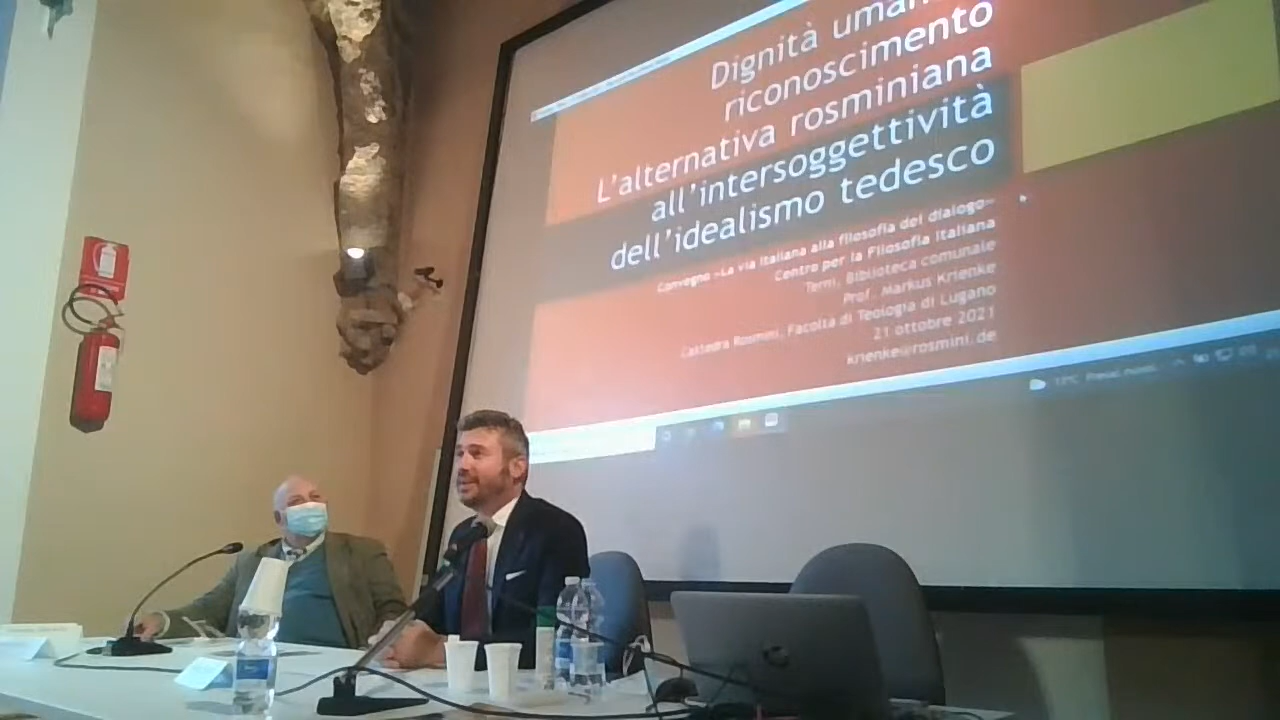 Dignità uman
riconoscimento
L'alternativa rosminiana
all'intersoggettività
dell'idealismo tedesco
Convegno «La via italiana alla filosofia del dialogo»
Centro per la Filosofia Italiana
Terni, Biblioteca comunale
Prof. Markus Krienke
Cattedra Rosmini, Facoltà di Teologia di Lugano
21 ottobre 2021
krienke@rosmini.de